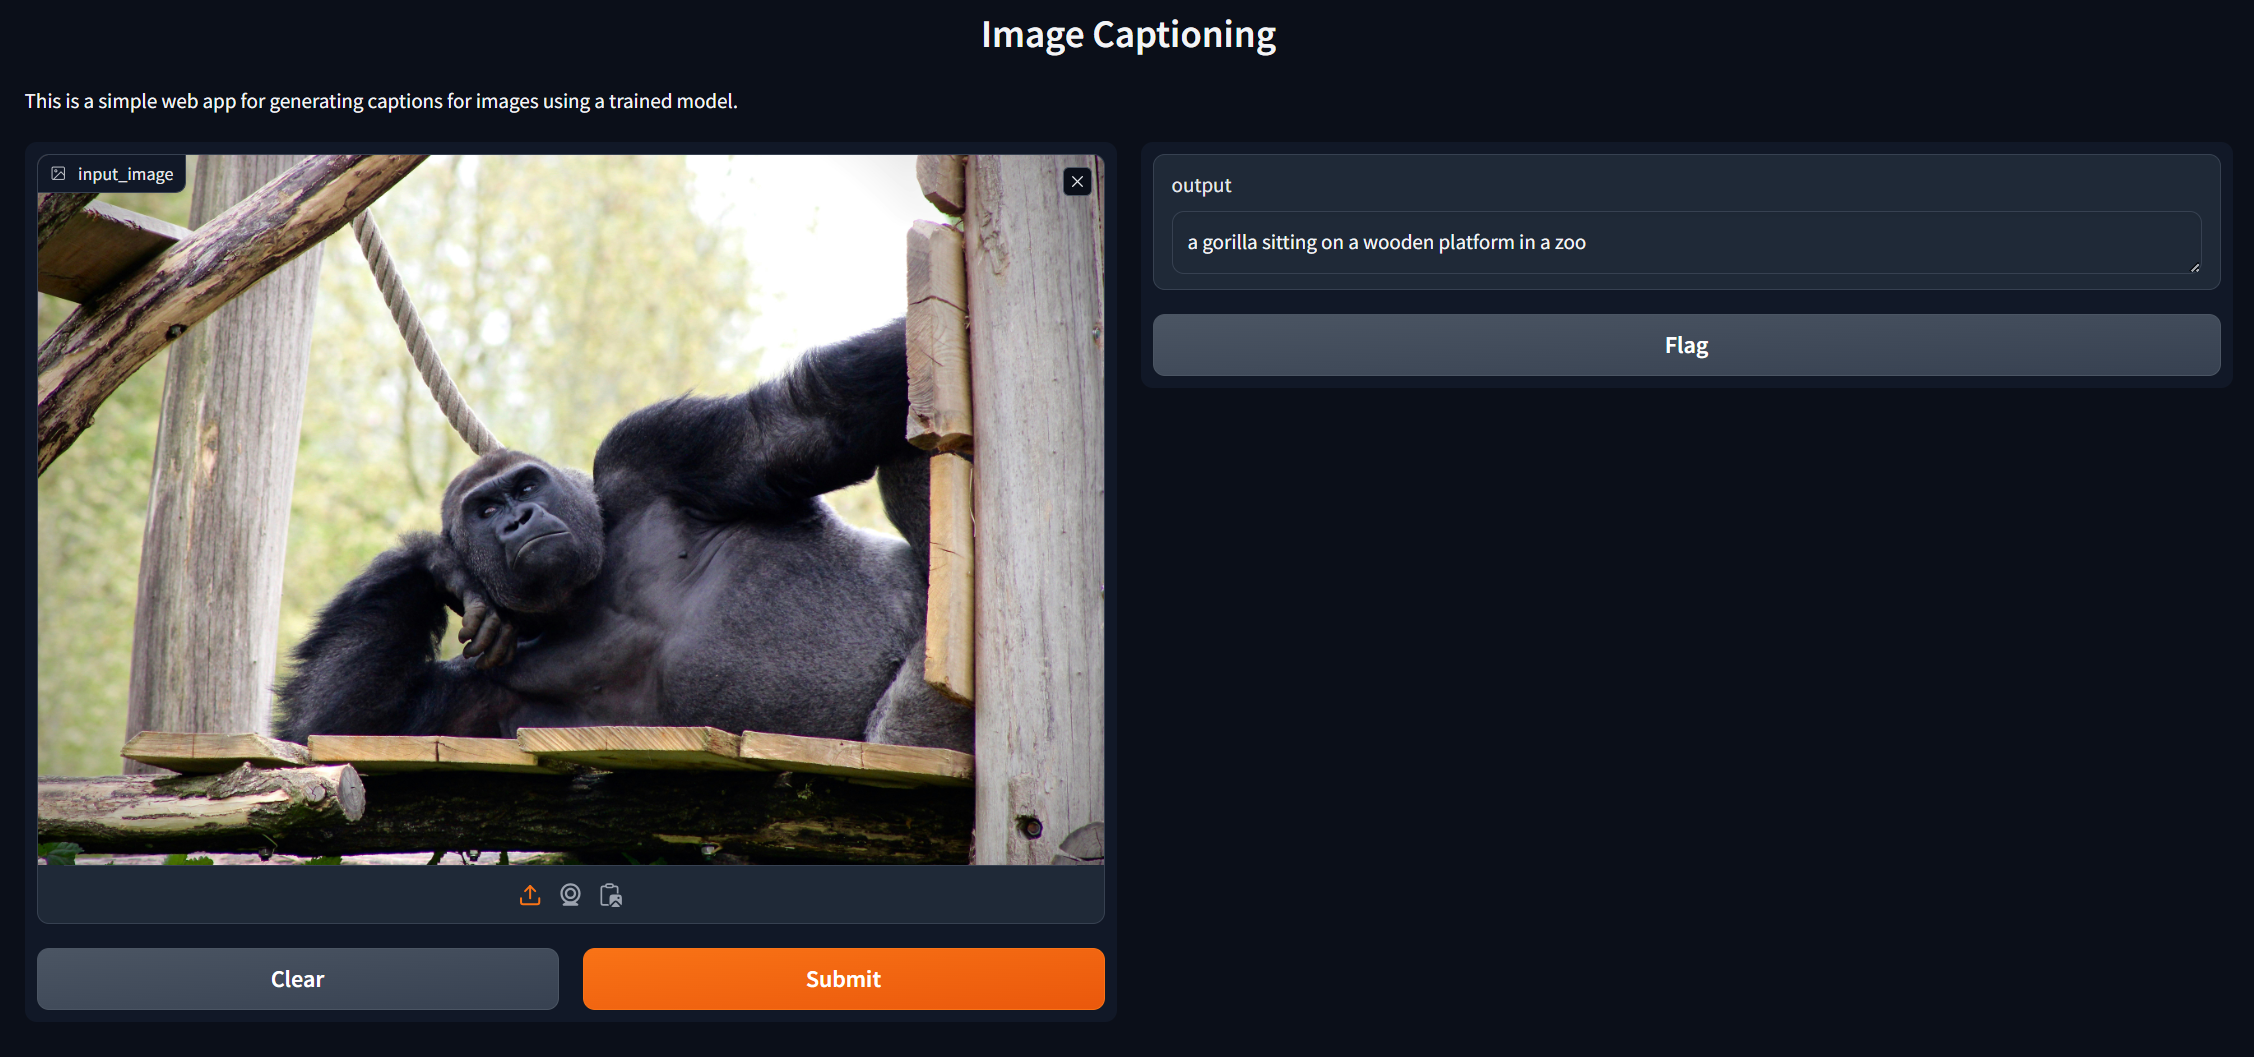 Image Captioning
This is a simple web app for generating captions for images using a trained model.
input_image
output
a gorilla sitting on a wooden platform in a zoo
Flag
Clear
Submit